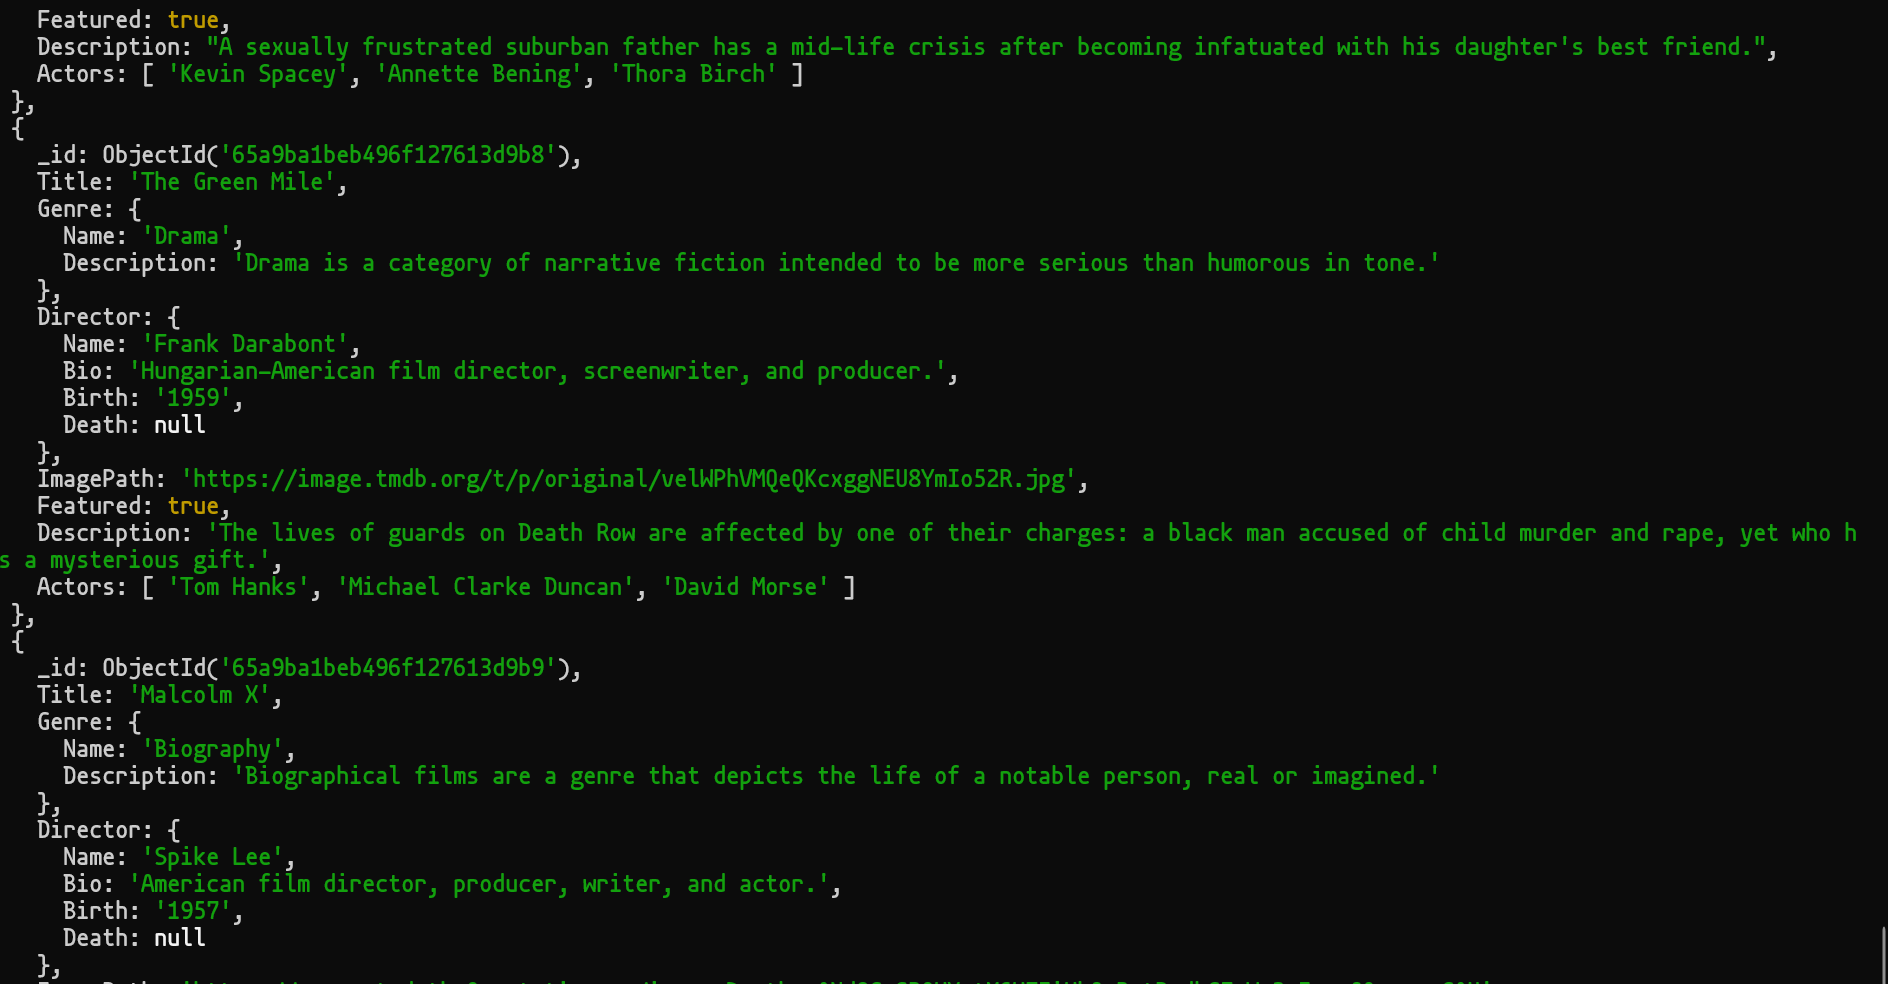 Featured: true,
Description: "A sexually frustrated suburban father has a mid-life crisis after becoming infatuated with his daughter's best friend.",
Actors: [ 'Kevin Spacey', 'Annette Bening', 'Thora Birch' ]
},
{
_id: ObjectId('65a9ba1beb496f127613d9b8'),
Title: 'The Green Mile',
Genre: {
Name: 'Drama',
Description: 'Drama is a category of narrative fiction intended to be more serious than humorous in tone.'
},
Director: {
Name: 'Frank Darabont',
Bio: 'Hungarian-American film director, screenwriter, and producer.',
Birth: '1959',
Death: null
},
ImagePath: 'https://image.tmdb.org/t/p/original/velWPhVMQeQKcxggNEU8YmIo52R.jpg',
Featured: true,
Description: 'The lives of guards on Death Row are affected by one of their charges: a black man accused of child murder and rape, yet who h
s a mysterious gift.',
Actors: [ 'Tom Hanks', 'Michael Clarke Duncan', 'David Morse' ]
},
{
_id: ObjectId('65a9ba1beb496f127613d9b9'),
Title: 'Malcolm X',
Genre: {
Name: 'Biography',
Description: 'Biographical films are a genre that depicts the life of a notable person, real or imagined.'
},
Director: {
Name: 'Spike Lee',
Bio: 'American film director, producer, writer, and actor.',
Birth: '1957',
Death: null
},